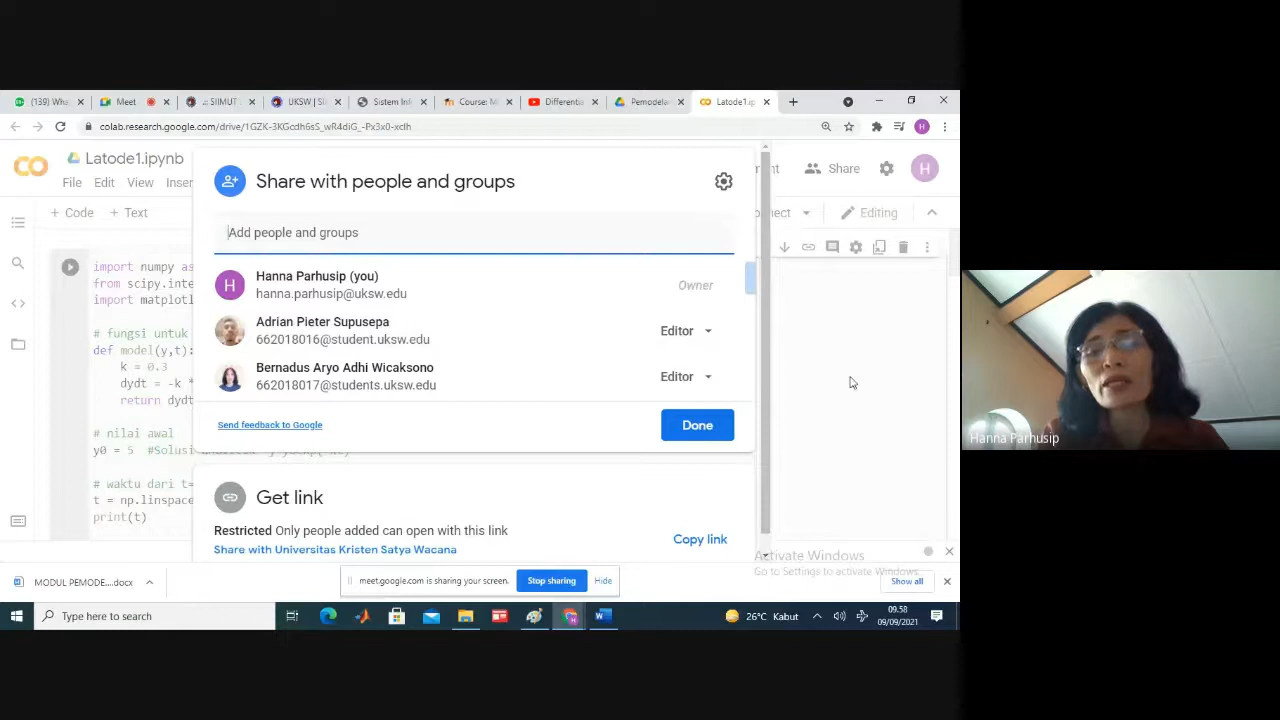 (139) Wha
Meet
.:: SIIMUT :
UKSW | SI
Sistem Inf
Course: M
Differentia
Pemodela
Latode1.ip
colab.research.google.com/drive/1GZK-3KGcdh6sS_wR4diG_-Px3x0-xclh
H
Latode1.ipynb
File Edit View Inser
Share
H
+ Code + Text
Editing
Share with people and groups
Add people and groups
H
Hanna Parhusip (you)
hanna.parhusip@uksw.edu
Owner
Adrian Pieter Supusepa
662018016@student.uksw.edu
Editor
Bernadus Aryo Adhi Wicaksono
662018017@students.uksw.edu
Editor
Send feedback to Google
Done
Get link
Restricted Only people added can open with this link
Share with Universitas Kristen Satya Wacana
Copy link
import numpy as
from scipy.inte
import matplotl
# fungsi untuk
def model(y,t):
k = 0.3
dydt = -k *
return dydt
# nilai awal
y0 = 5 #Solusi
# waktu dari t=
t = np.linspace
print(t)
Activate Windows
Go to Settings to activate Windows.
MODUL PEMODE....docx
meet.google.com is sharing your screen.
Stop sharing
Hide
Show all
Type here to search
26°C Kabut
09.58
09/09/2021
Hanna Parhusip